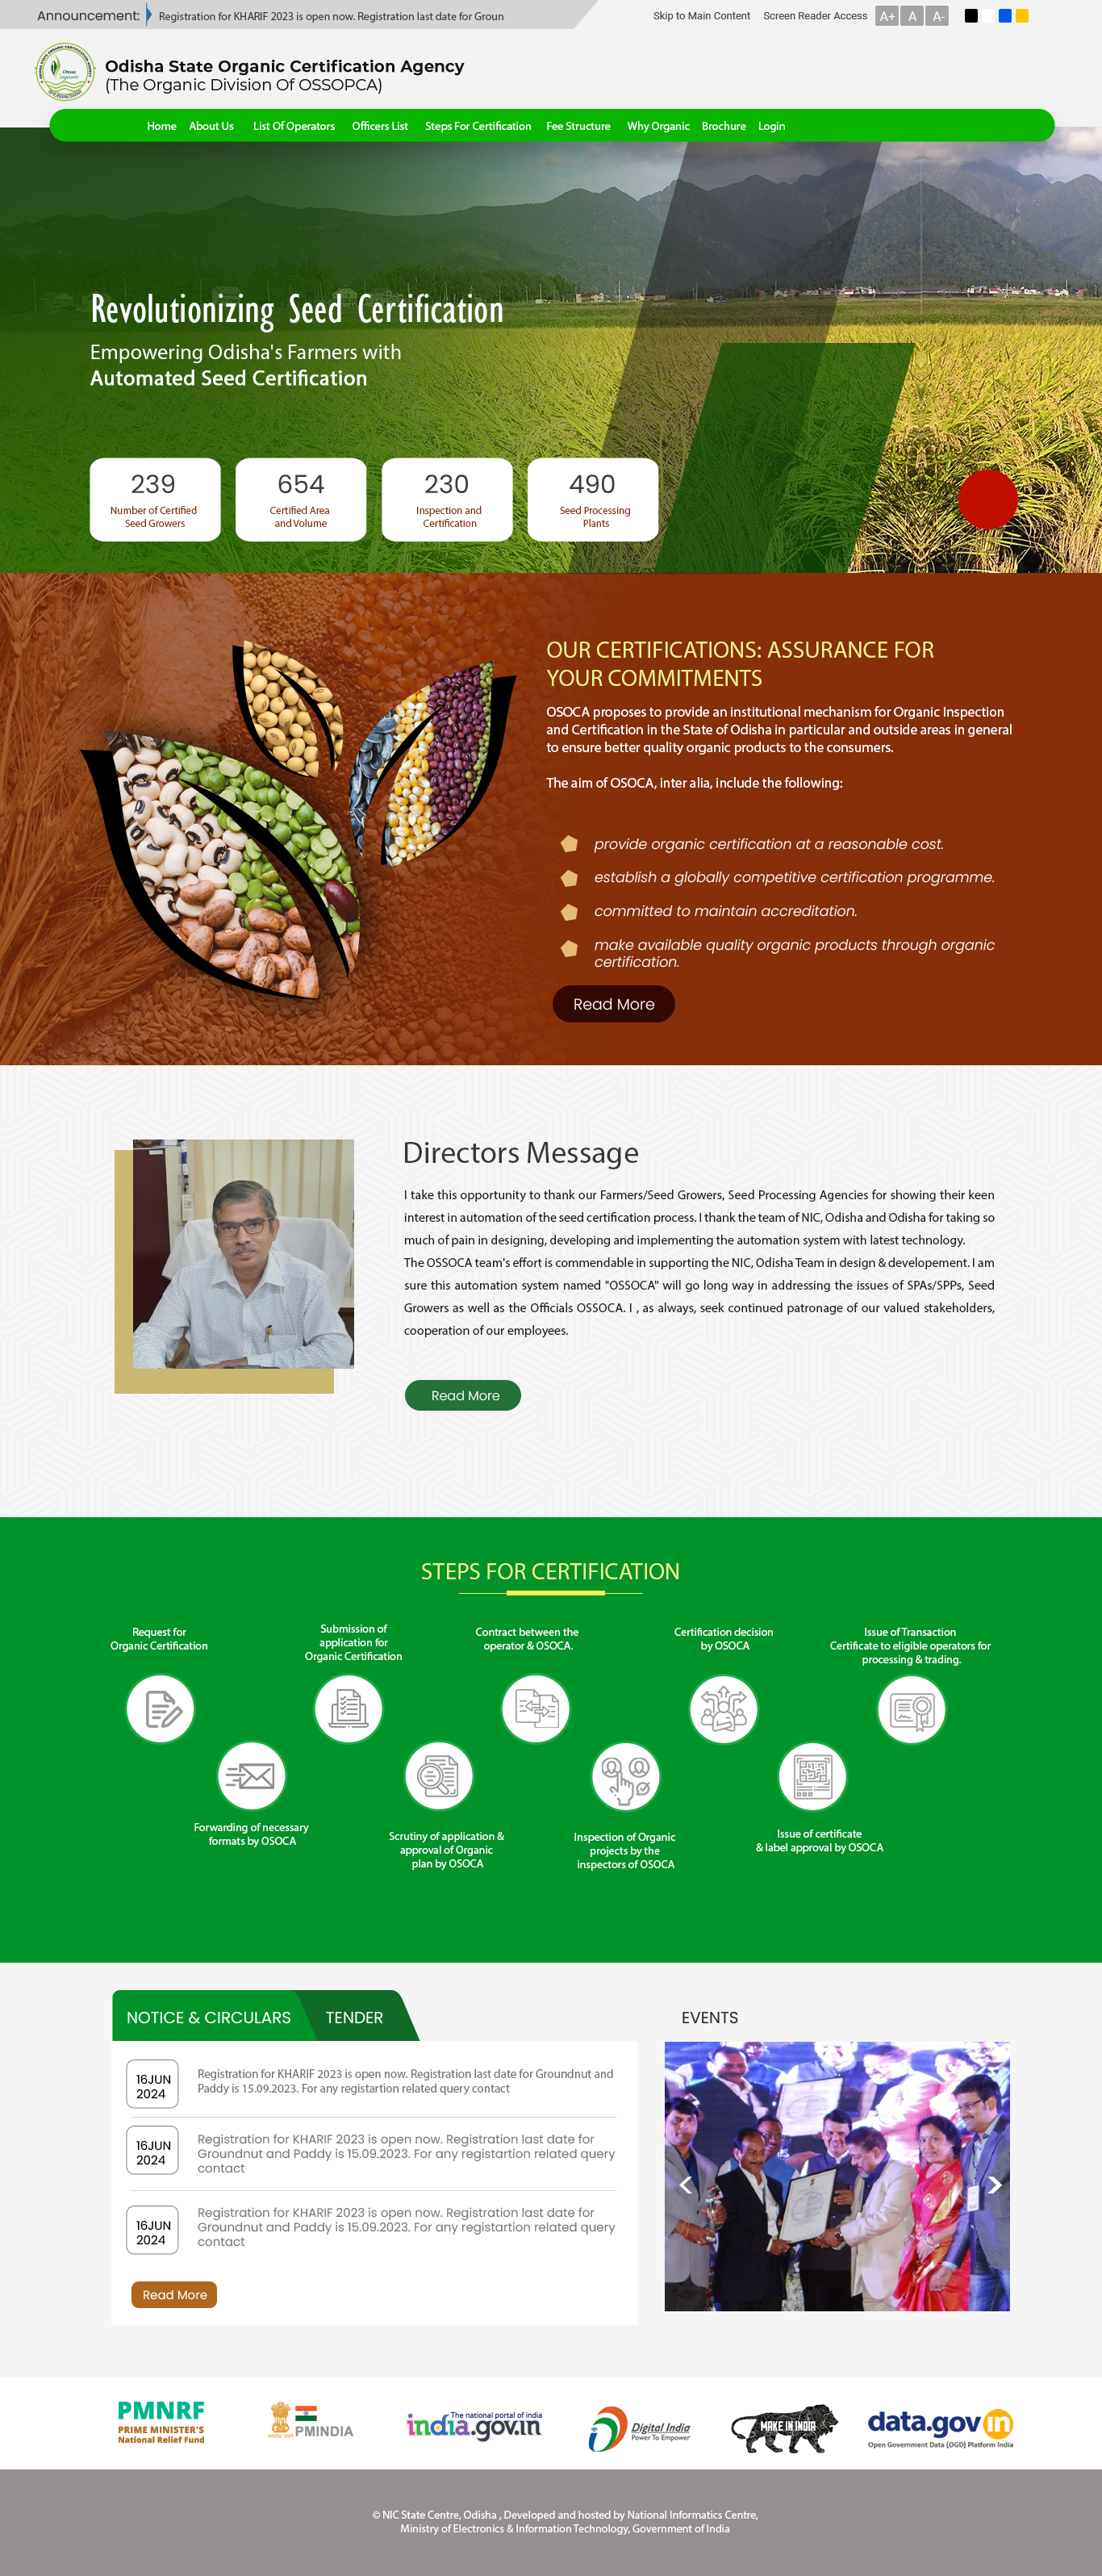 Announcement:
Registration for KHARIF 2023 is open now. Registration last date for Groun
Skip to Main Content
Screen Reader Access
A+
A
A-
Odisha State Organic Certification Agency
(The Organic Division Of OSSOPCA)
Home
About Us
List Of Operators
Officers List
Steps For Certification
Fee Structure
Why Organic
Brochure
Login
Revolutionizing Seed Certification
Empowering Odisha's Farmers with
Automated Seed Certification
239
Number of Certified
Seed Growers
654
Certified Area
and Volume
230
Inspection and
Certification
490
Seed Processing
Plants
OUR CERTIFICATIONS: ASSURANCE FOR
YOUR COMMITMENTS
OSOCA proposes to provide an institutional mechanism for Organic Inspection
and Certification in the State of Odisha in particular and outside areas in general
to ensure better quality organic products to the consumers.
The aim of OSOCA, inter alia, include the following:
provide organic certification at a reasonable cost.
establish a globally competitive certification programme.
committed to maintain accreditation.
make available quality organic products through organic
certification.
Read More
Directors Message
I take this opportunity to thank our Farmers/Seed Growers, Seed Processing Agencies for showing their keen
interest in automation of the seed certification process. I thank the team of NIC, Odisha and Odisha for taking so
much of pain in designing, developing and implementing the automation system with latest technology.
The OSSOCA team's effort is commendable in supporting the NIC, Odisha Team in design & developement. I am
sure this automation system named "OSSOCA" will go long way in addressing the issues of SPAs/SPPs, Seed
Growers as well as the Officials OSSOCA. I , as always, seek continued patronage of our valued stakeholders,
cooperation of our employees.
Read More
STEPS FOR CERTIFICATION
Request for
Organic Certification
Submission of
application for
Organic Certification
Contract between the
operator & OSOCA.
Certification decision
by OSOCA
Issue of Transaction
Certificate to eligible operators for
processing & trading.
Forwarding of necessary
formats by OSOCA
Scrutiny of application &
approval of Organic
plan by OSOCA
Inspection of Organic
projects by the
inspectors of OSOCA
Issue of certificate
& label approval by OSOCA
NOTICE & CIRCULARS
TENDER
EVENTS
16JUN
2024
Registration for KHARIF 2023 is open now. Registration last date for Groundnut and
Paddy is 15.09.2023. For any registartion related query contact
16JUN
2024
Registration for KHARIF 2023 is open now. Registration last date for
Groundnut and Paddy is 15.09.2023. For any registartion related query
contact
16JUN
2024
Registration for KHARIF 2023 is open now. Registration last date for
Groundnut and Paddy is 15.09.2023. For any registartion related query
contact
Read More
PMNRF
PRIME MINISTER'S
National Relief Fund
PMINDIA
The national portal of india
india.gov.in
Digital India
Power To Empower
MAKE IN INDIA
data.gov in
Open Government Data (OGD) Platform India
© NIC State Centre, Odisha , Developed and hosted by National Informatics Centre,
Ministry of Electronics & Information Technology, Government of India